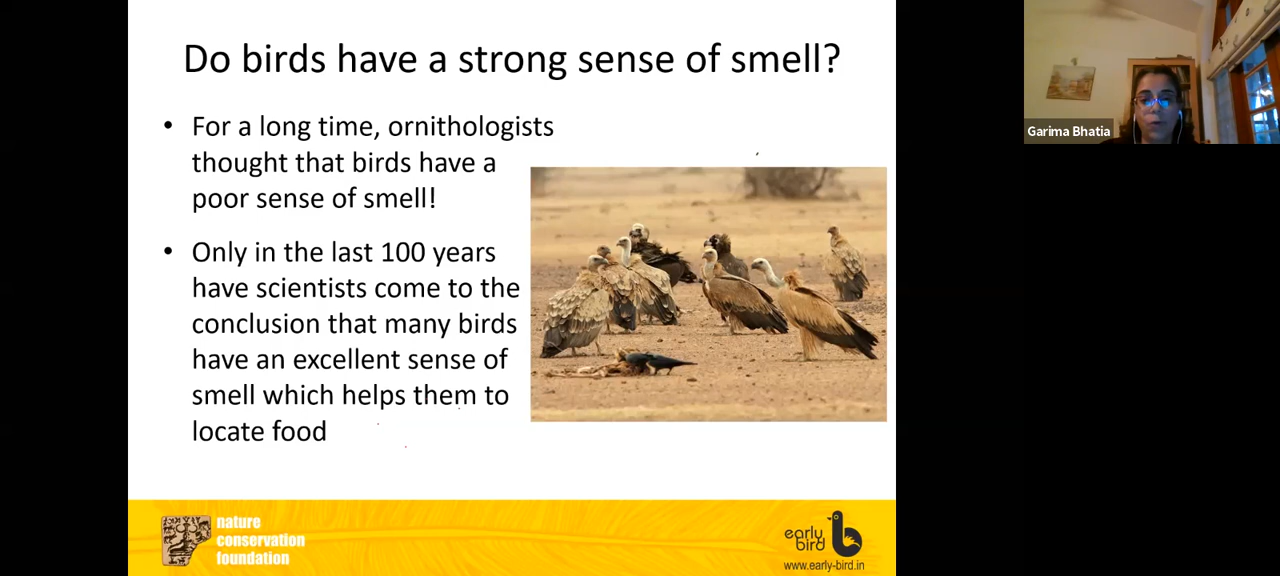 Do birds have a strong sense of smell?
• For a long time, ornithologists
thought that birds have a
poor sense of smell!
• Only in the last 100 years
have scientists come to the
conclusion that many birds
have an excellent sense of
smell which helps them to
locate food
Garima Bhatia
nature
conservation
foundation
early
bird
www.early-bird.in